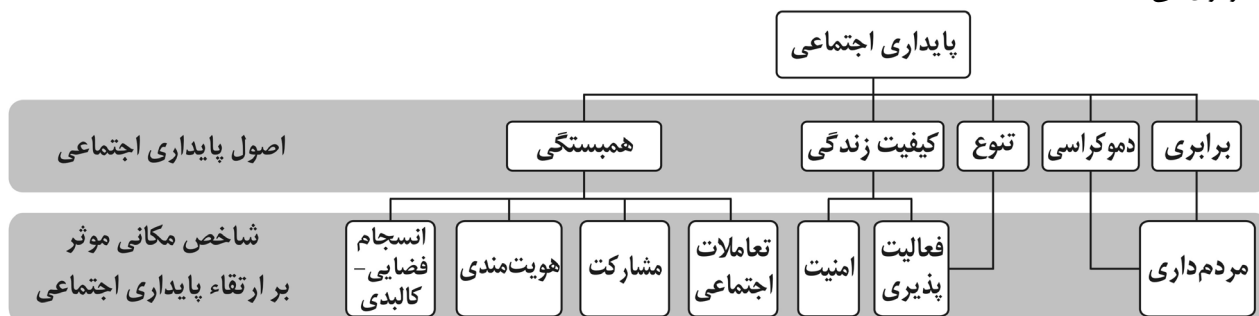 پایداری اجتماعی
اصول پایداری اجتماعی
برابری
دموکراسی
تنوع
کیفیت زندگی
همبستگی
شاخص مکانی موثر
بر ارتقاء پایداری اجتماعی
مردم‌داری
فعالیت
پذیری
امنیت
تعاملات
اجتماعی
مشارکت
هویت‌مندی
انسجام
فضایی-
کالبدی